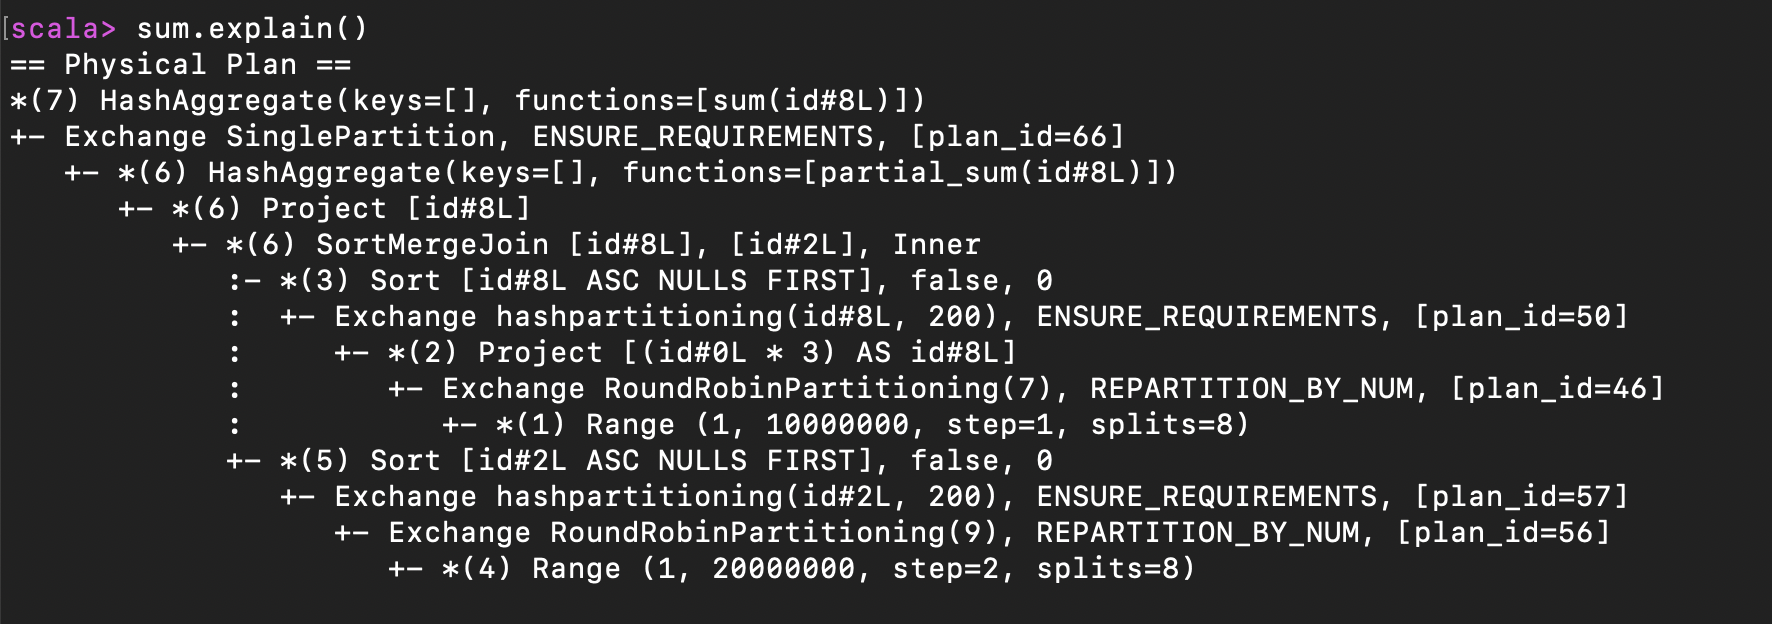 [scala> sum.explain()
== Physical Plan ==
*(7) HashAggregate(keys=[], functions=[sum(id#8L)])
+- Exchange SinglePartition, ENSURE_REQUIREMENTS, [plan_id=66]
   +- *(6) HashAggregate(keys=[], functions=[partial_sum(id#8L)])
      +- *(6) Project [id#8L]
         +- *(6) SortMergeJoin [id#8L], [id#2L], Inner
            :- *(3) Sort [id#8L ASC NULLS FIRST], false, 0
            :  +- Exchange hashpartitioning(id#8L, 200), ENSURE_REQUIREMENTS, [plan_id=50]
            :     +- *(2) Project [(id#0L * 3) AS id#8L]
            :        +- Exchange RoundRobinPartitioning(7), REPARTITION_BY_NUM, [plan_id=46]
            :           +- *(1) Range (1, 10000000, step=1, splits=8)
            +- *(5) Sort [id#2L ASC NULLS FIRST], false, 0
               +- Exchange hashpartitioning(id#2L, 200), ENSURE_REQUIREMENTS, [plan_id=57]
                  +- Exchange RoundRobinPartitioning(9), REPARTITION_BY_NUM, [plan_id=56]
                     +- *(4) Range (1, 20000000, step=2, splits=8)